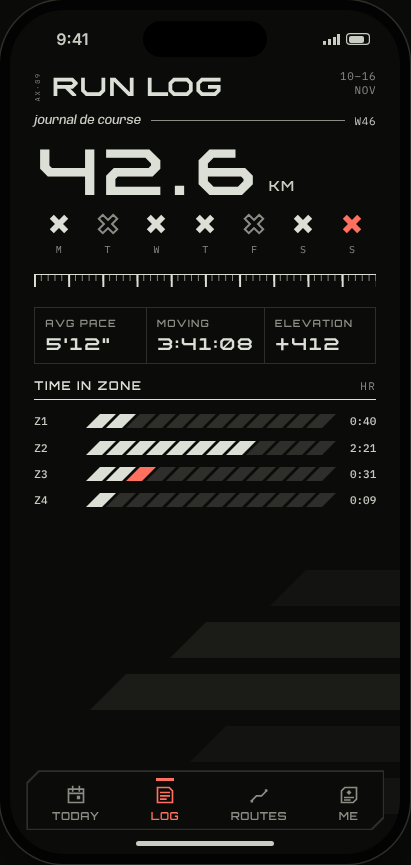 9:41
AX·09
RUN LOG
10–16
NOV
journal de course
W46
42.6 KM
M T W T F S S
AVG PACE MOVING ELEVATION
5'12" 3:41:08 +412
TIME IN ZONE HR
Z1 0:40
Z2 2:21
Z3 0:31
Z4 0:09
TODAY LOG ROUTES ME